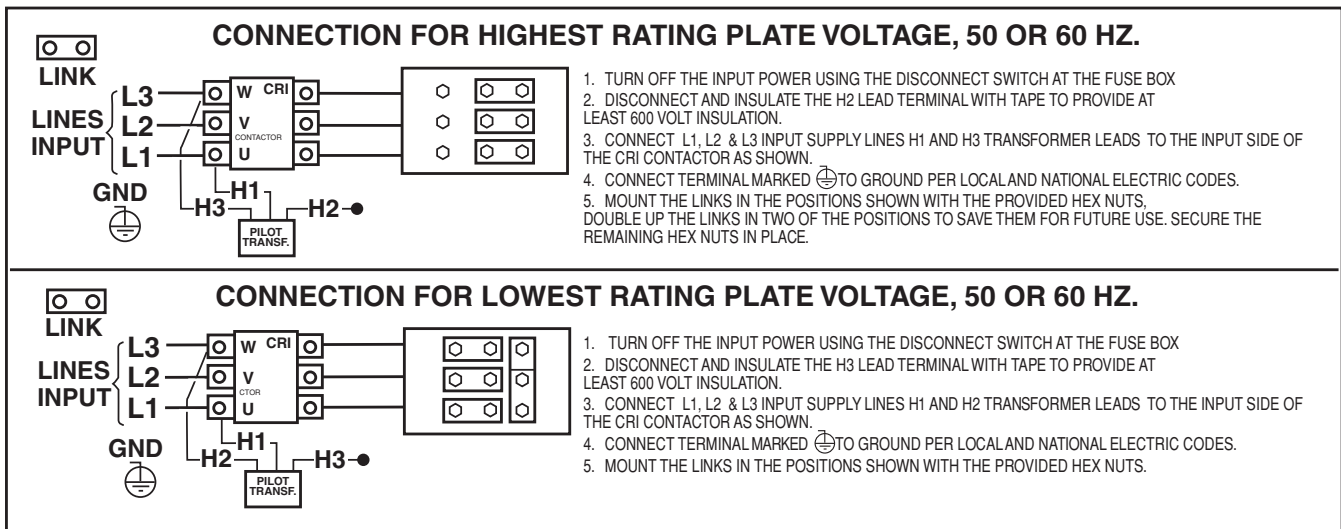 CONNECTION FOR HIGHEST RATING PLATE VOLTAGE, 50 OR 60 HZ.
LINK
LINES
INPUT
L3
L2
L1
GND
W CRI
V
CONTACTOR
U
H1
H3
H2
PILOT
TRANSF.
1. TURN OFF THE INPUT POWER USING THE DISCONNECT SWITCH AT THE FUSE BOX
2. DISCONNECT AND INSULATE THE H2 LEAD TERMINAL WITH TAPE TO PROVIDE AT
LEAST 600 VOLT INSULATION.
3. CONNECT L1, L2 & L3 INPUT SUPPLY LINES H1 AND H3 TRANSFORMER LEADS TO THE INPUT SIDE OF
THE CRI CONTACTOR AS SHOWN.
4. CONNECT TERMINAL MARKED TO GROUND PER LOCAL AND NATIONAL ELECTRIC CODES.
5. MOUNT THE LINKS IN THE POSITIONS SHOWN WITH THE PROVIDED HEX NUTS,
DOUBLE UP THE LINKS IN TWO OF THE POSITIONS TO SAVE THEM FOR FUTURE USE. SECURE THE
REMAINING HEX NUTS IN PLACE.
CONNECTION FOR LOWEST RATING PLATE VOLTAGE, 50 OR 60 HZ.
LINK
LINES
INPUT
L3
L2
L1
GND
W CRI
V
CTOR
U
H1
H2
H3
PILOT
TRANSF.
1. TURN OFF THE INPUT POWER USING THE DISCONNECT SWITCH AT THE FUSE BOX
2. DISCONNECT AND INSULATE THE H3 LEAD TERMINAL WITH TAPE TO PROVIDE AT
LEAST 600 VOLT INSULATION.
3. CONNECT L1, L2 & L3 INPUT SUPPLY LINES H1 AND H2 TRANSFORMER LEADS TO THE INPUT SIDE OF
THE CRI CONTACTOR AS SHOWN.
4. CONNECT TERMINAL MARKED TO GROUND PER LOCAL AND NATIONAL ELECTRIC CODES.
5. MOUNT THE LINKS IN THE POSITIONS SHOWN WITH THE PROVIDED HEX NUTS.